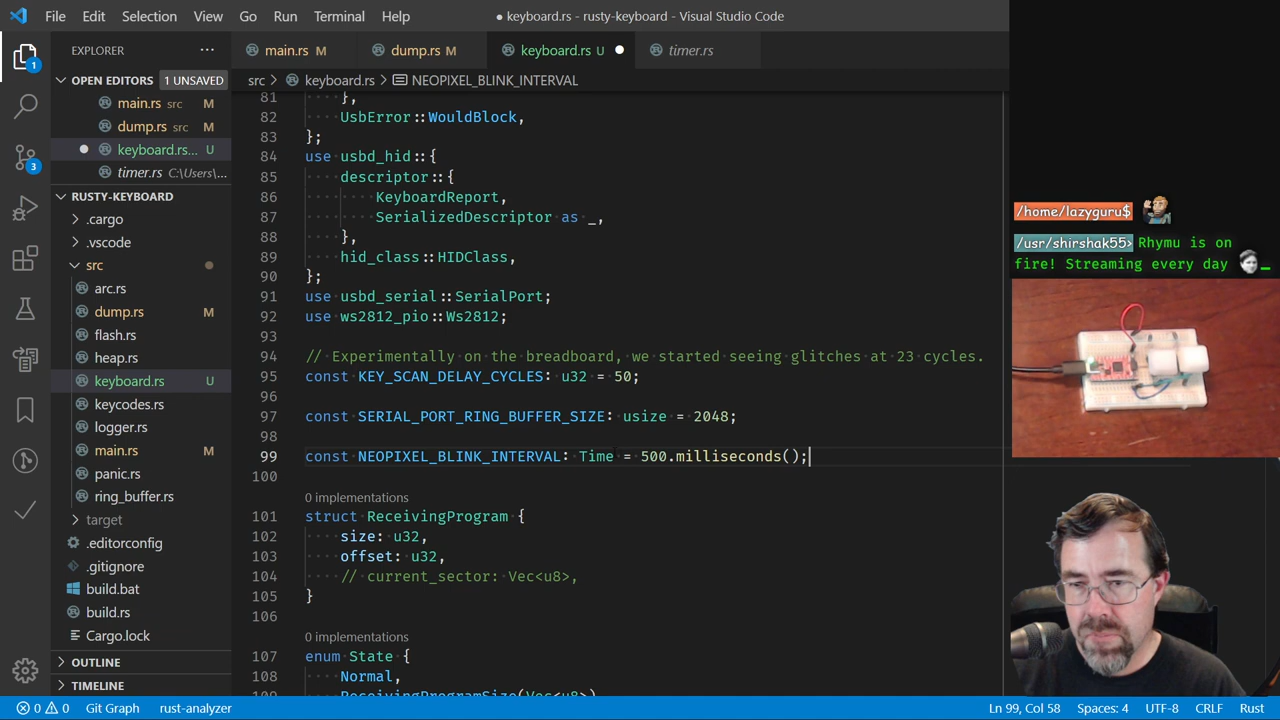 File Edit Selection View Go Run Terminal Help
● keyboard.rs - rusty-keyboard - Visual Studio Code
EXPLORER ···
main.rs M dump.rs M keyboard.rs U ● timer.rs
OPEN EDITORS 1 UNSAVED
src > keyboard.rs > NEOPIXEL_BLINK_INTERVAL
main.rs src M
dump.rs src M
● keyboard.rs... U
timer.rs C:\Users\...
RUSTY-KEYBOARD
.cargo
.vscode
src
arc.rs
dump.rs M
flash.rs
heap.rs
keyboard.rs U
keycodes.rs
logger.rs
main.rs M
panic.rs
ring_buffer.rs
target
.editorconfig
.gitignore
build.bat
build.rs
Cargo.lock
OUTLINE
TIMELINE
1
3
81 },
82 UsbError::WouldBlock,
83 };
84 use usbd_hid::{
85 descriptor::{
86 KeyboardReport,
87 SerializedDescriptor as _,
88 },
89 hid_class::HIDClass,
90 };
91 use usbd_serial::SerialPort;
92 use ws2812_pio::Ws2812;
93
94 // Experimentally on the breadboard, we started seeing glitches at 23 cycles.
95 const KEY_SCAN_DELAY_CYCLES: u32 = 50;
96
97 const SERIAL_PORT_RING_BUFFER_SIZE: usize = 2048;
98
99 const NEOPIXEL_BLINK_INTERVAL: Time = 500.milliseconds();
100
0 implementations
101 struct ReceivingProgram {
102 size: u32,
103 offset: u32,
104 // current_sector: Vec<u8>,
105 }
106
0 implementations
107 enum State {
108 Normal,
109 ReceivingProgramSize(Vec<u8>)
/home/lazyguru$
/usr/shirshak55> Rhymu is on
fire! Streaming every day
0 0 Git Graph rust-analyzer
Ln 99, Col 58 Spaces: 4 UTF-8 CRLF Rust